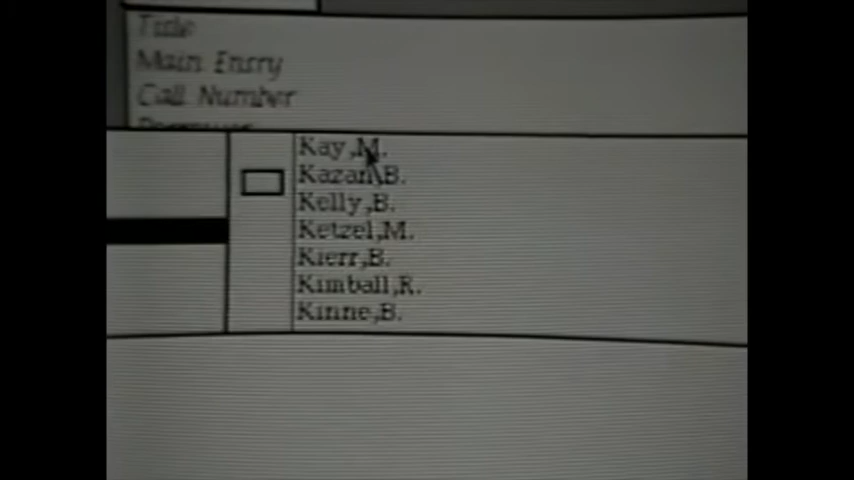 Title
Main Entry
Call Number
Kay,M.
Kazan,B.
Kelly,B.
Ketzel,M.
Kierr,B.
Kimball,R.
Kinne,B.